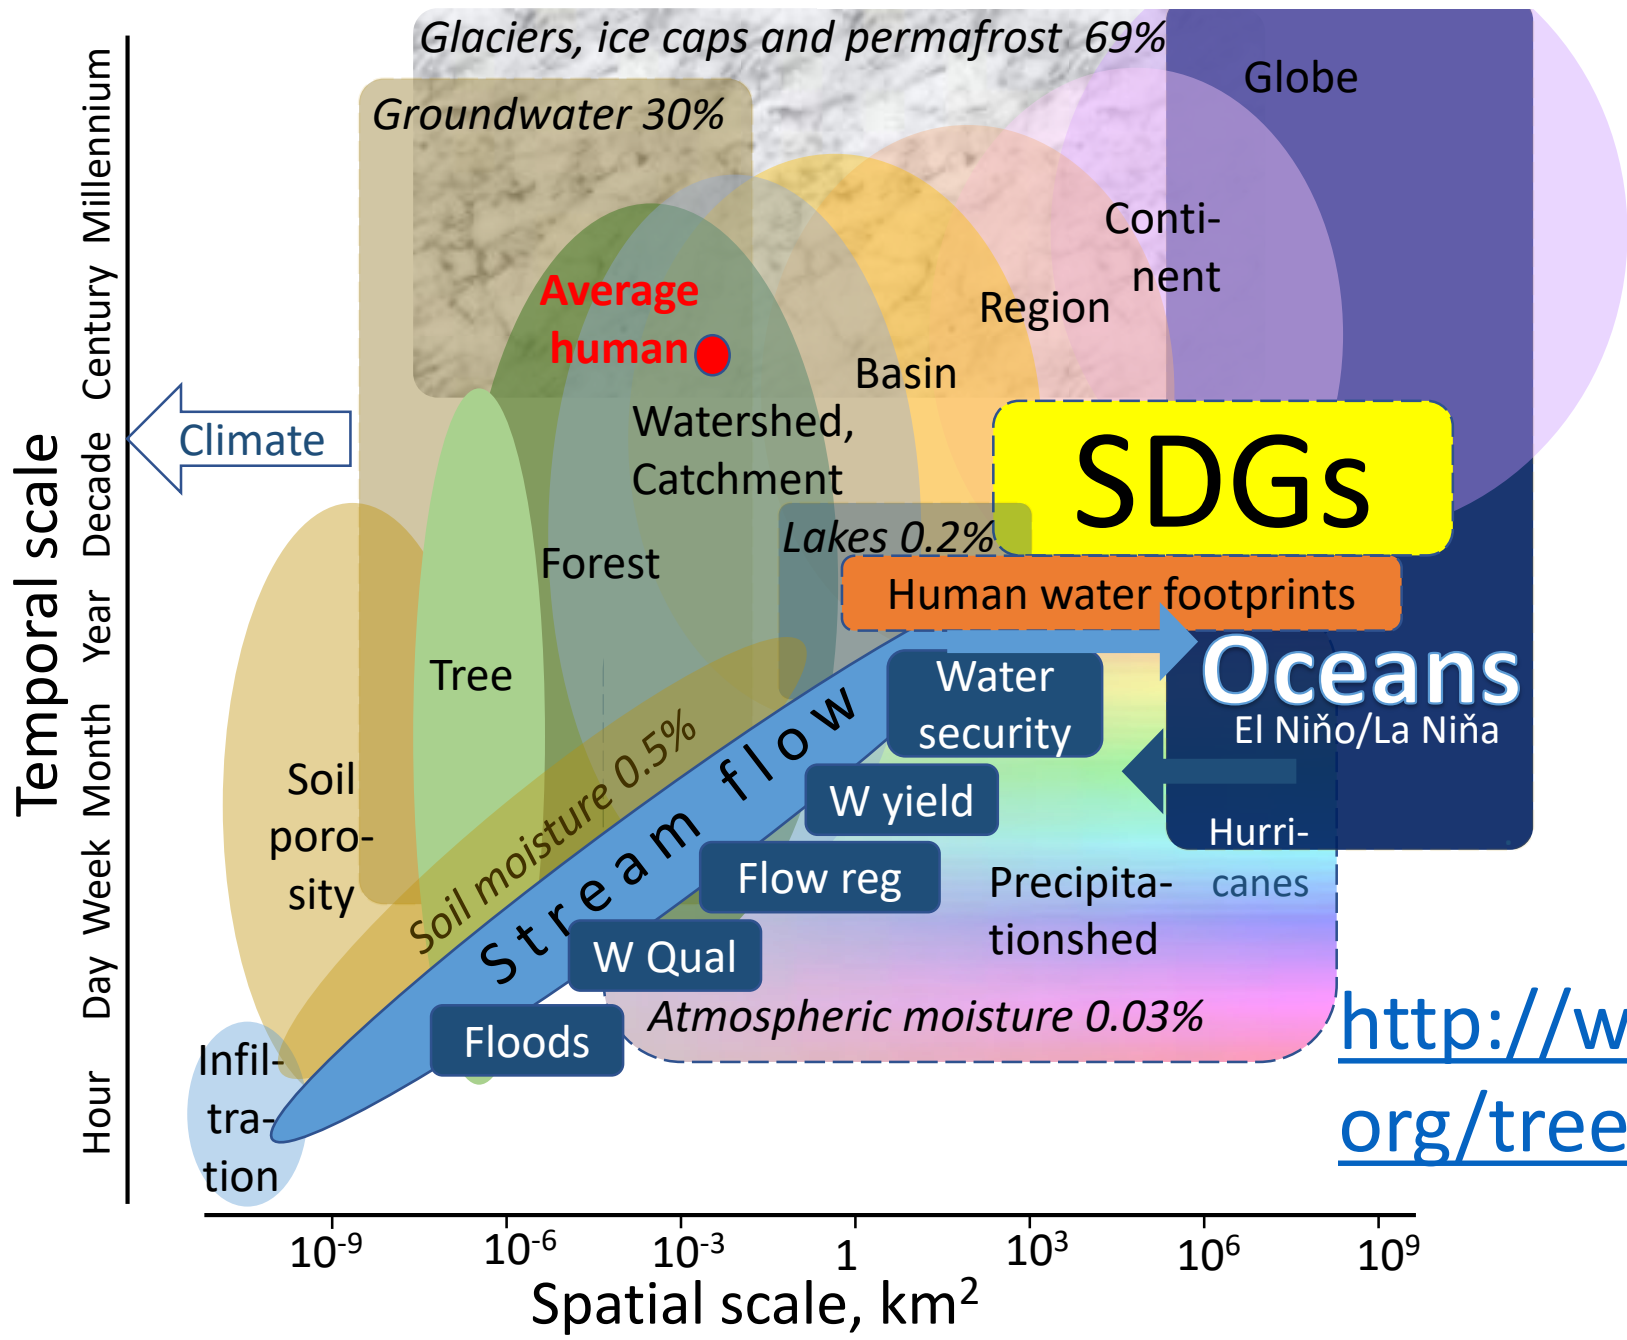 Glaciers, ice caps and permafrost 69%
Globe
Groundwater 30%
Conti-
nent
Average
human
Region
Basin
Watershed,
Catchment
Climate
SDGs
Lakes 0.2%
Forest
Human water footprints
Tree
Water
security
Oceans
El Niňo/La Niňa
Soil
poro-
sity
Soil moisture 0.5%
Stream flow
W yield
Hurri-
canes
Flow reg
Precipita-
tionshed
W Qual
Atmospheric moisture 0.03%
Floods
Infil-
tra-
tion
http://w
org/tree
Temporal scale
Hour Day Week Month Year Decade Century Millennium
10-9 10-6 10-3 1 103 106 109
Spatial scale, km2